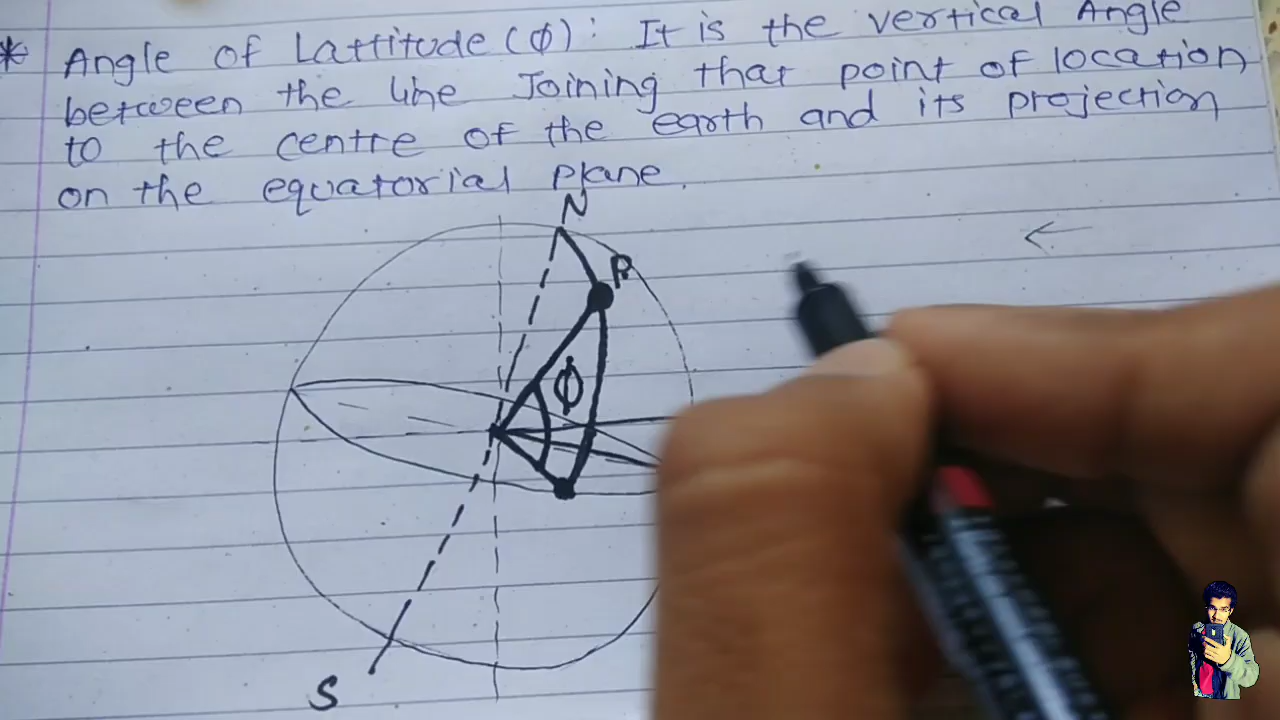 * Angle of Lattitude (ϕ): It is the vertical Angle
between the line Joining that point of location
to the centre of the earth and its projection
on the equatorial plane.
N
P
ϕ
S